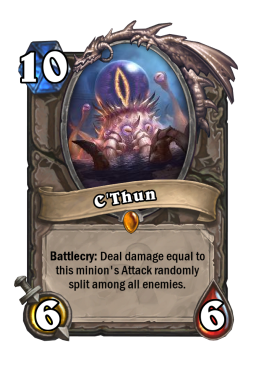 10
C'Thun
Battlecry: Deal damage equal to
this minion's Attack randomly
split among all enemies.
6
6